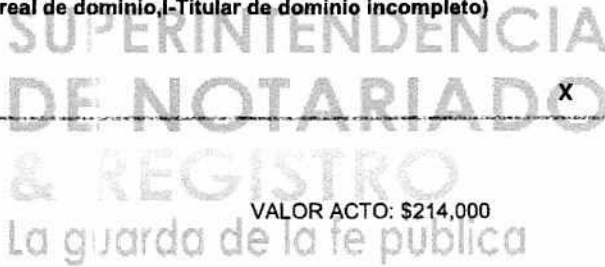 real de dominio,I-Titular de dominio incompleto)
SUPERINTENDENCIA
DE NOTARIADO
X
& REGISTRO
VALOR ACTO: $214,000
La guarda de la fe pública